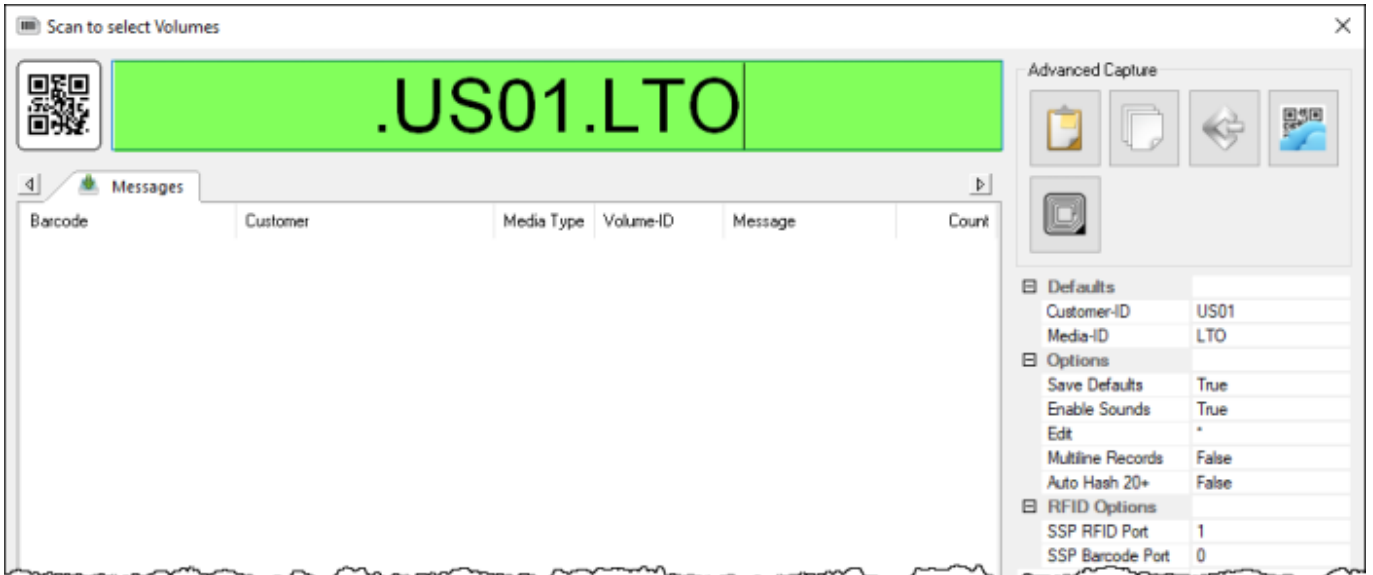 Scan to select Volumes
.US01.LTO
Advanced Capture
Messages
Barcode Customer Media Type Volume-ID Message Count
Defaults
Customer-ID US01
Media-ID LTO
Options
Save Defaults True
Enable Sounds True
Edit *
Multiline Records False
Auto Hash 20+ False
RFID Options
SSP RFID Port 1
SSP Barcode Port 0